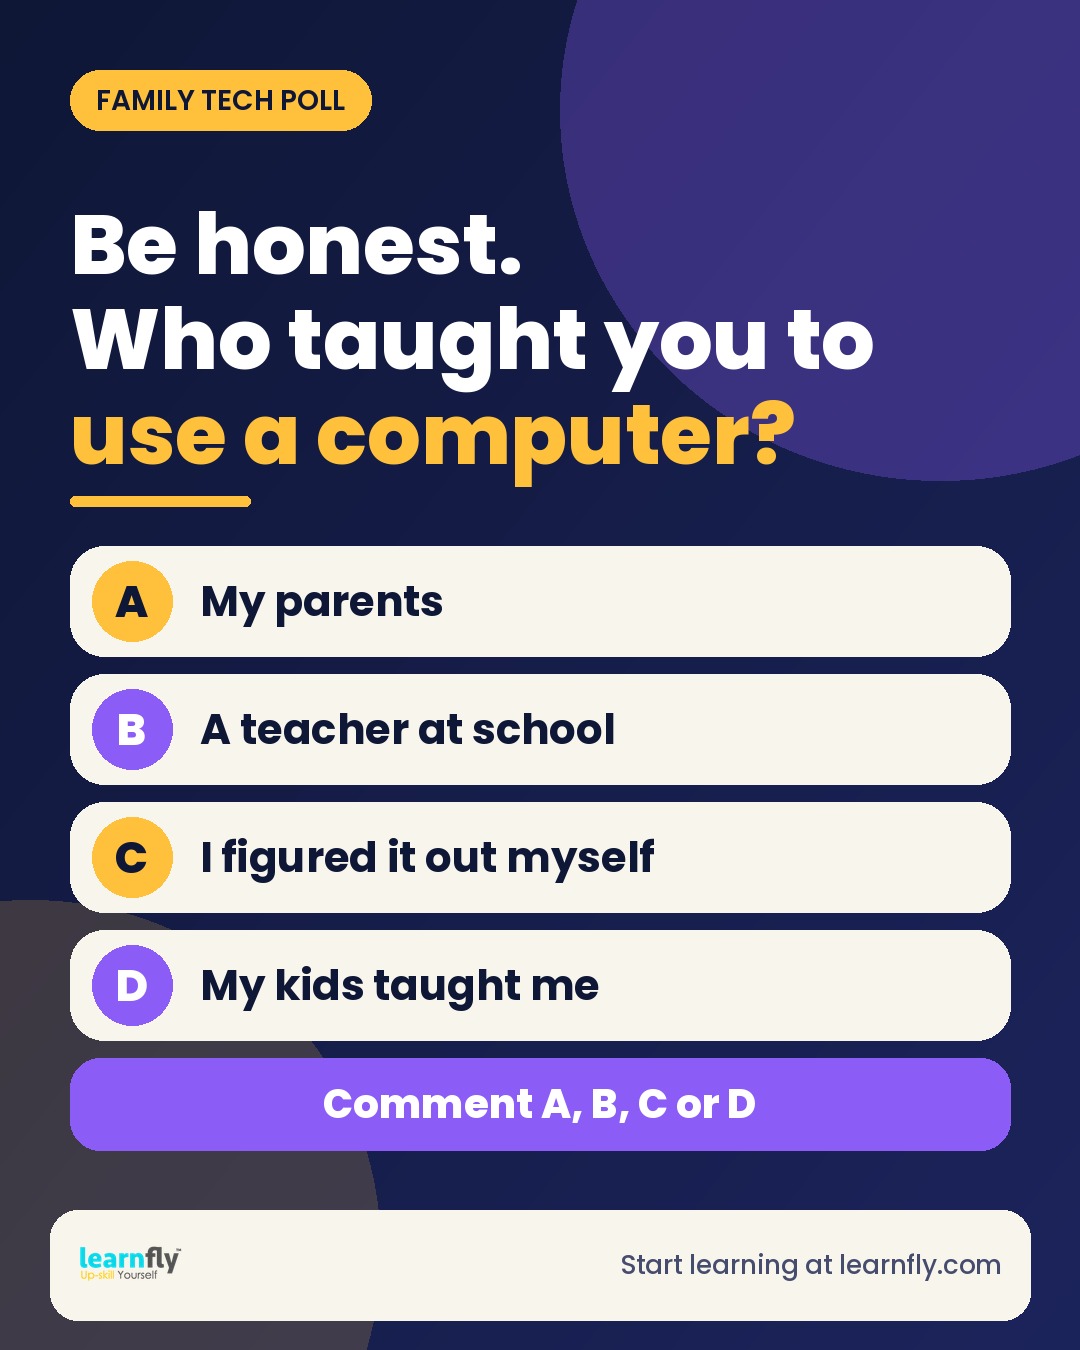 FAMILY TECH POLL
Be honest.
Who taught you to
use a computer?
A My parents
B A teacher at school
C I figured it out myself
D My kids taught me
Comment A, B, C or D
learnfly™
Up-skill Yourself
Start learning at learnfly.com